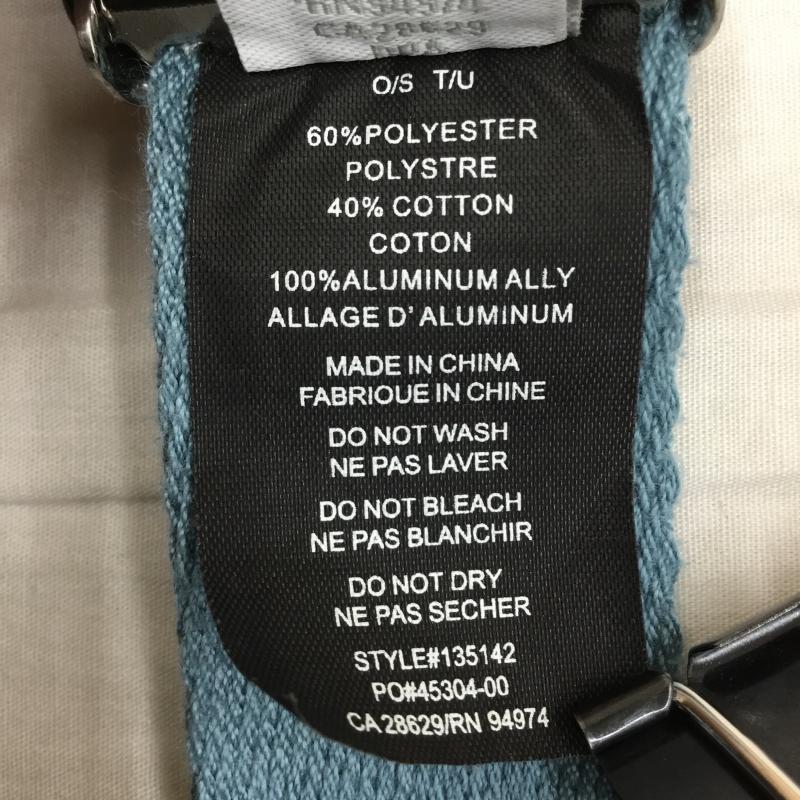 CA28629
O/S T/U
60%POLYESTER
POLYSTRE
40% COTTON
COTON
100%ALUMINUM ALLY
ALLAGE D'ALUMINUM
MADE IN CHINA
FABRIOUE IN CHINE
DO NOT WASH
NE PAS LAVER
DO NOT BLEACH
NE PAS BLANCHIR
DO NOT DRY
NE PAS SECHER
STYLE#135142
PO#45304-00
CA28629/RN 94974